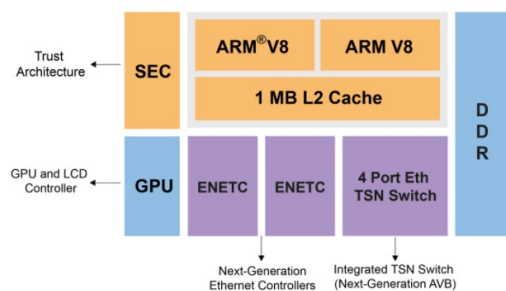 Trust
Architecture
SEC
ARM® V8
ARM V8
1 MB L2 Cache
DDR
GPU and LCD
Controller
GPU
ENETC
ENETC
4 Port Eth
TSN Switch
Next-Generation
Ethernet Controllers
Integrated TSN Switch
(Next-Generation AVB)